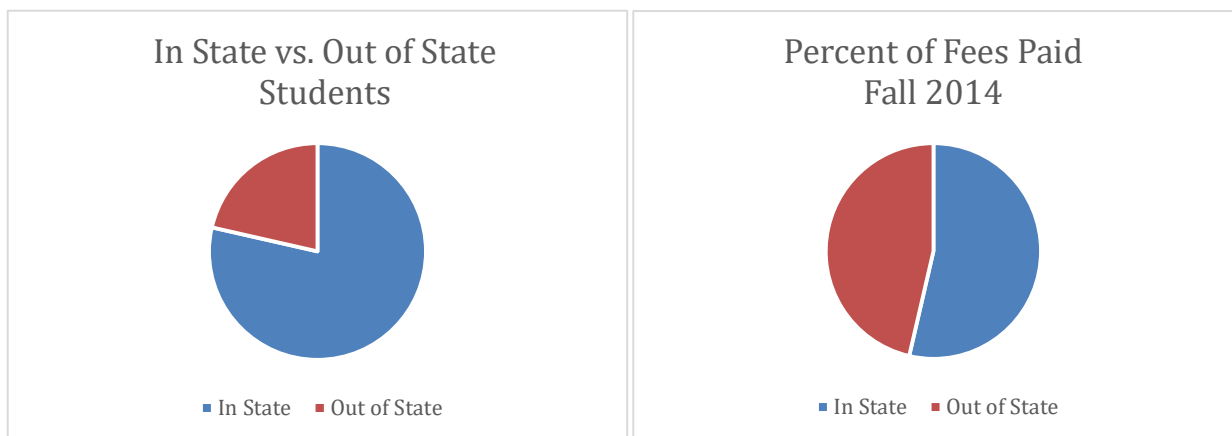 In State vs. Out of State
Students
In State Out of State
Percent of Fees Paid
Fall 2014
In State Out of State